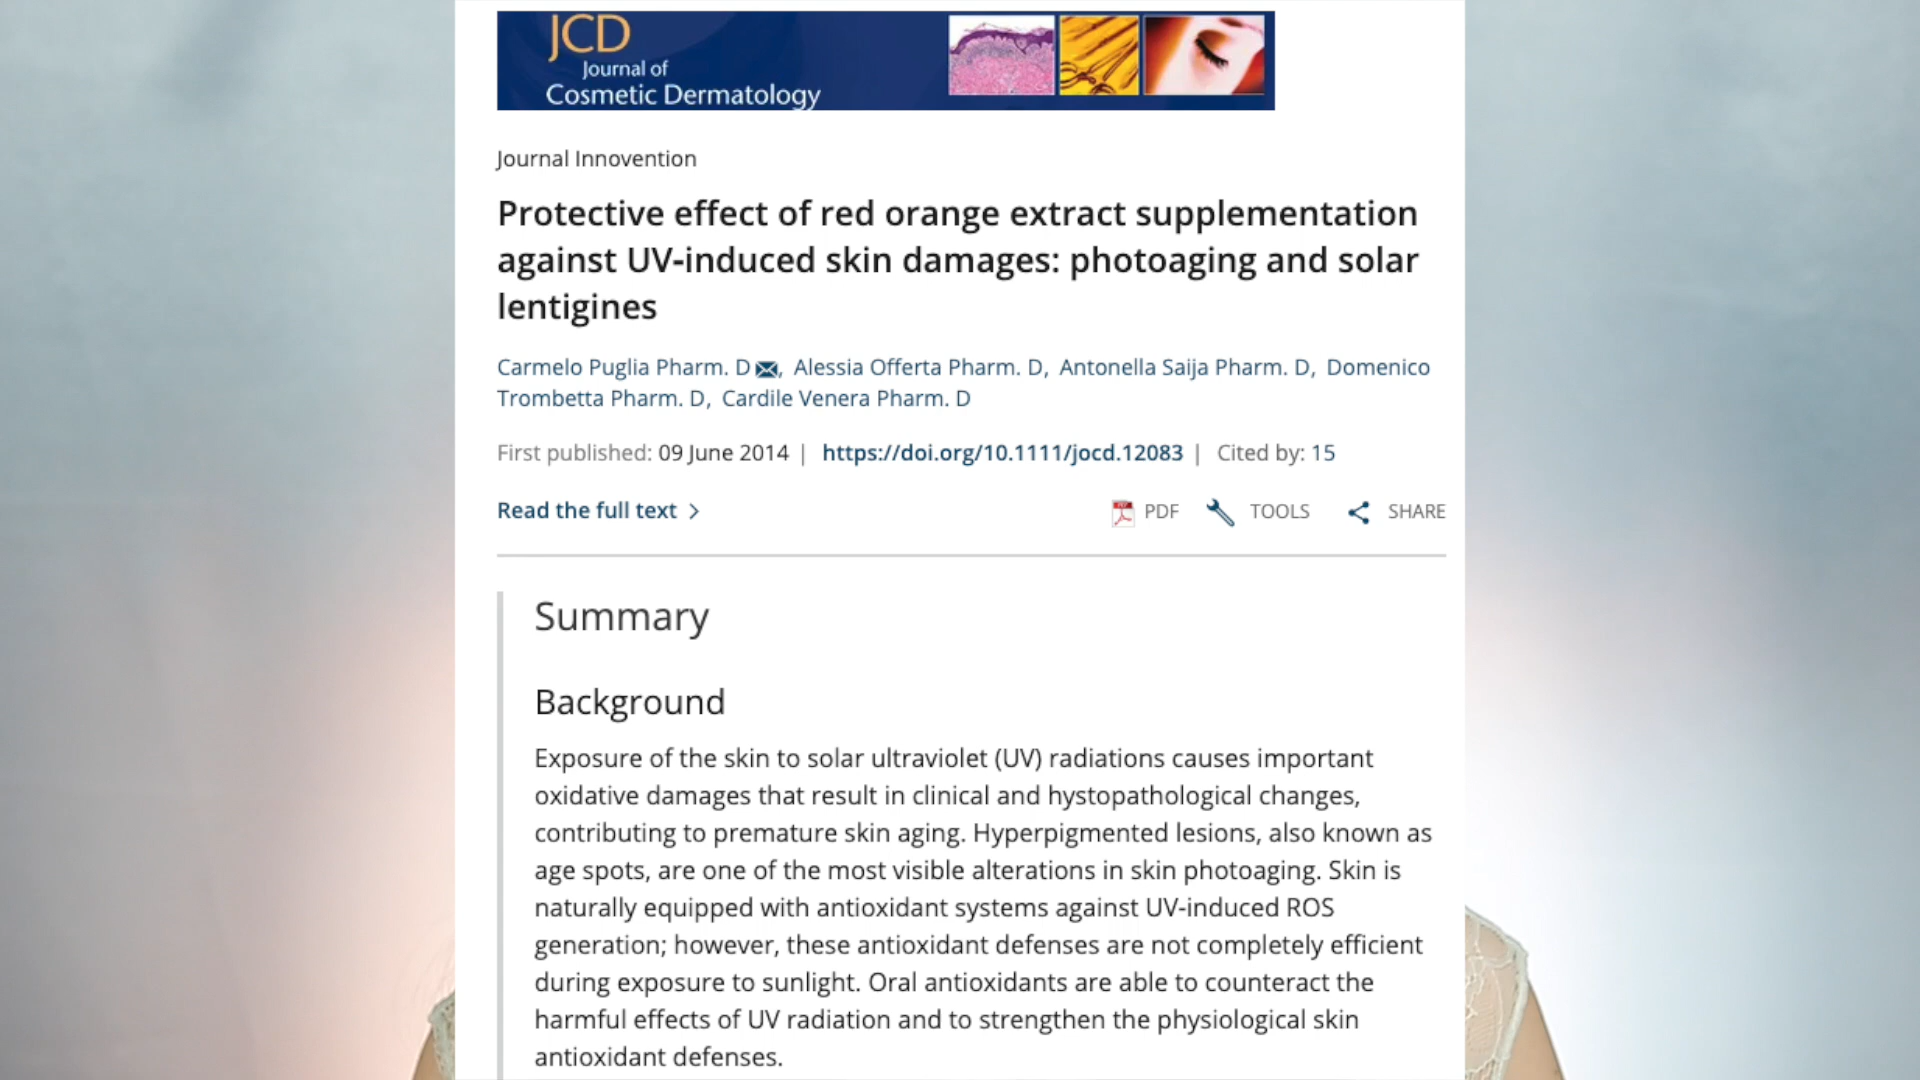 JCD
Journal of
Cosmetic Dermatology
Journal Innovention
Protective effect of red orange extract supplementation
against UV-induced skin damages: photoaging and solar
lentigines
Carmelo Puglia Pharm. D, Alessia Offerta Pharm. D, Antonella Saija Pharm. D, Domenico
Trombetta Pharm. D, Cardile Venera Pharm. D
First published: 09 June 2014 | https://doi.org/10.1111/jocd.12083 | Cited by: 15
Read the full text >
PDF TOOLS SHARE
Summary
Background
Exposure of the skin to solar ultraviolet (UV) radiations causes important
oxidative damages that result in clinical and hystopathological changes,
contributing to premature skin aging. Hyperpigmented lesions, also known as
age spots, are one of the most visible alterations in skin photoaging. Skin is
naturally equipped with antioxidant systems against UV-induced ROS
generation; however, these antioxidant defenses are not completely efficient
during exposure to sunlight. Oral antioxidants are able to counteract the
harmful effects of UV radiation and to strengthen the physiological skin
antioxidant defenses.